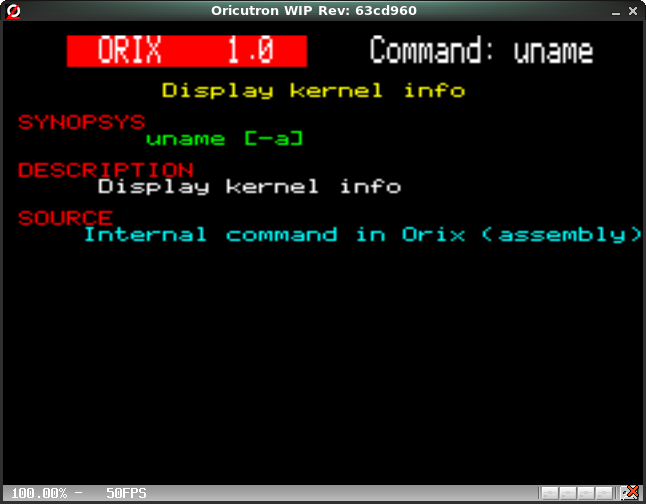 Oricutron WIP Rev: 63cd960
ORIX 1.0 Command: uname
Display kernel info
SYNOPSYS
uname [-a]
DESCRIPTION
Display kernel info
SOURCE
Internal command in Orix (assembly)
100.00% - 50FPS